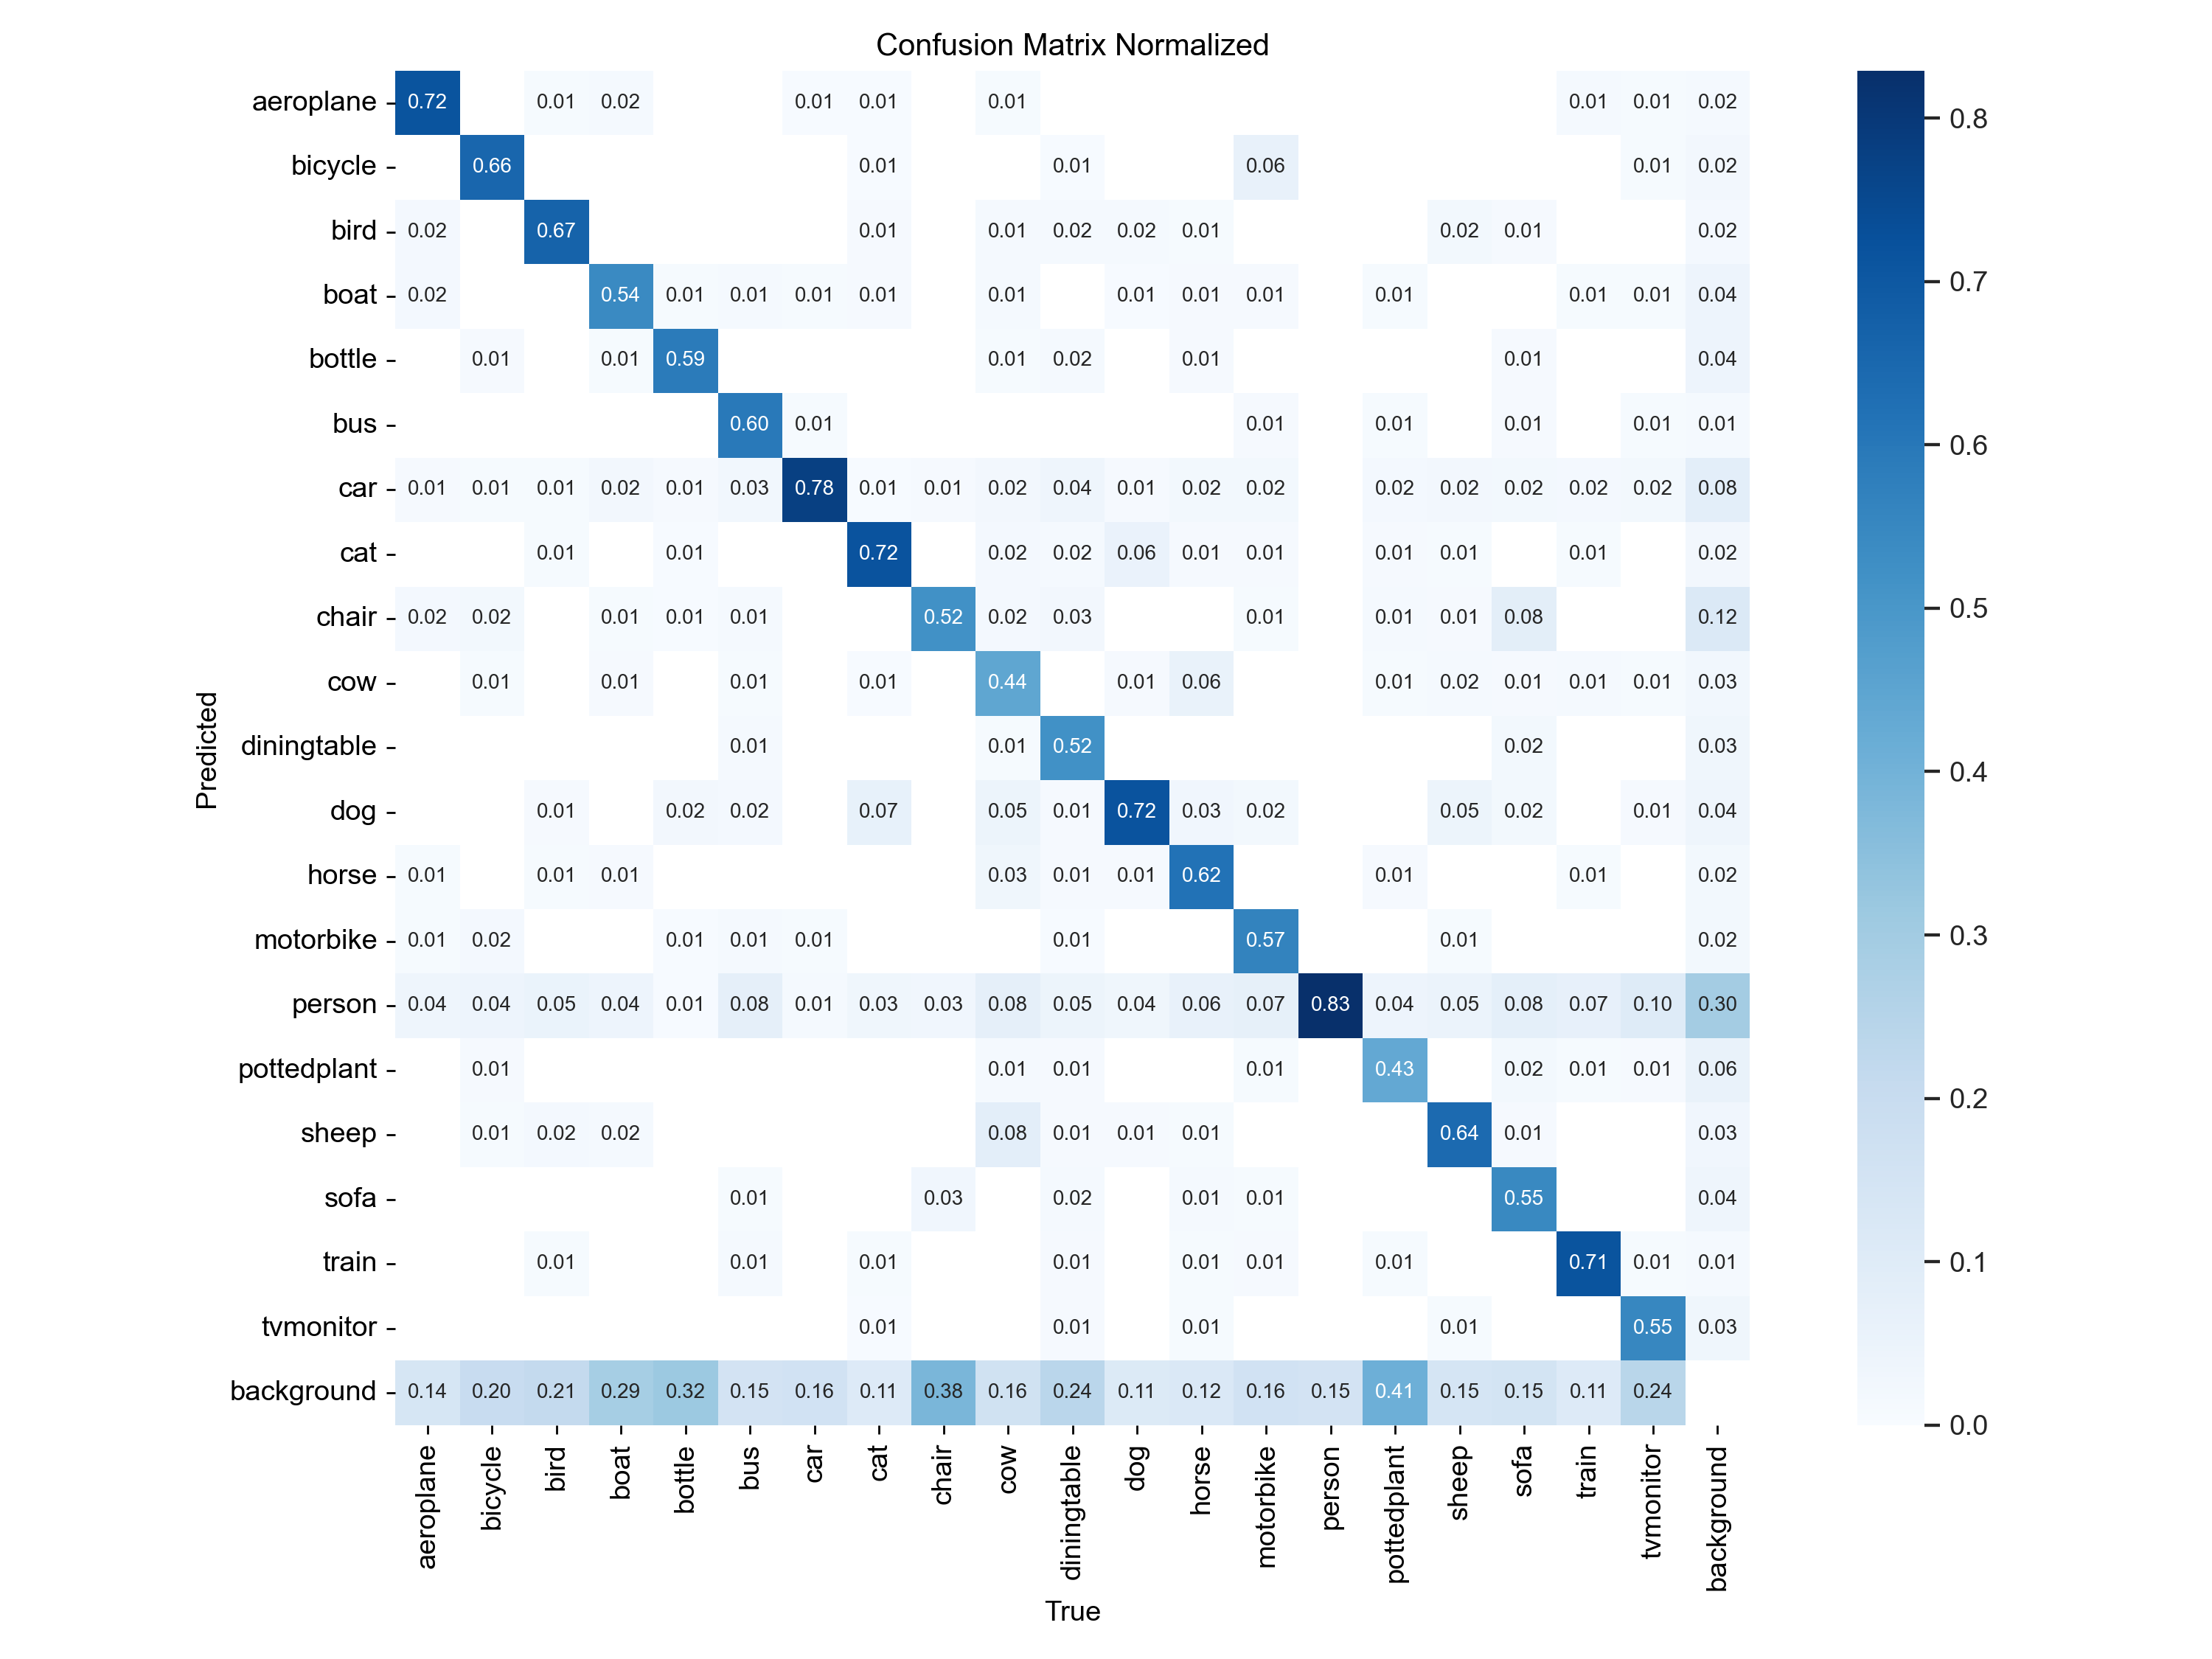 Confusion Matrix Normalized
aeroplane 0.72 0.01 0.02 0.01 0.01 0.01 0.01 0.01 0.02
bicycle 0.66 0.01 0.01 0.06 0.01 0.02
bird 0.02 0.67 0.01 0.01 0.02 0.02 0.01 0.02 0.01 0.02
boat 0.02 0.54 0.01 0.01 0.01 0.01 0.01 0.01 0.01 0.01 0.01 0.01 0.01 0.04
bottle 0.01 0.01 0.59 0.01 0.02 0.01 0.01 0.04
bus 0.60 0.01 0.01 0.01 0.01 0.01 0.01
car 0.01 0.01 0.01 0.02 0.01 0.03 0.78 0.01 0.01 0.02 0.04 0.01 0.02 0.02 0.02 0.02 0.02 0.02 0.02 0.08
cat 0.01 0.01 0.72 0.02 0.02 0.06 0.01 0.01 0.01 0.01 0.01 0.02
chair 0.02 0.02 0.01 0.01 0.01 0.52 0.02 0.03 0.01 0.01 0.01 0.08 0.12
cow 0.01 0.01 0.01 0.01 0.44 0.01 0.06 0.01 0.02 0.01 0.01 0.01 0.03
diningtable 0.01 0.01 0.52 0.02 0.03
dog 0.01 0.02 0.02 0.07 0.05 0.01 0.72 0.03 0.02 0.05 0.02 0.01 0.04
horse 0.01 0.01 0.01 0.03 0.01 0.01 0.62 0.01 0.01 0.02
motorbike 0.01 0.02 0.01 0.01 0.01 0.01 0.57 0.01 0.02
person 0.04 0.04 0.05 0.04 0.01 0.08 0.01 0.03 0.03 0.08 0.05 0.04 0.06 0.07 0.83 0.04 0.05 0.08 0.07 0.10 0.30
pottedplant 0.01 0.01 0.01 0.01 0.43 0.02 0.01 0.01 0.06
sheep 0.01 0.02 0.02 0.08 0.01 0.01 0.01 0.64 0.01 0.03
sofa 0.01 0.03 0.02 0.01 0.01 0.55 0.04
train 0.01 0.01 0.01 0.01 0.01 0.01 0.01 0.71 0.01 0.01
tvmonitor 0.01 0.01 0.01 0.01 0.55 0.03
background 0.14 0.20 0.21 0.29 0.32 0.15 0.16 0.11 0.38 0.16 0.24 0.11 0.12 0.16 0.15 0.41 0.15 0.15 0.11 0.24
Predicted
aeroplane
bicycle
bird
boat
bottle
bus
car
cat
chair
cow
diningtable
dog
horse
motorbike
person
pottedplant
sheep
sofa
train
tvmonitor
background
True
0.8
0.7
0.6
0.5
0.4
0.3
0.2
0.1
0.0